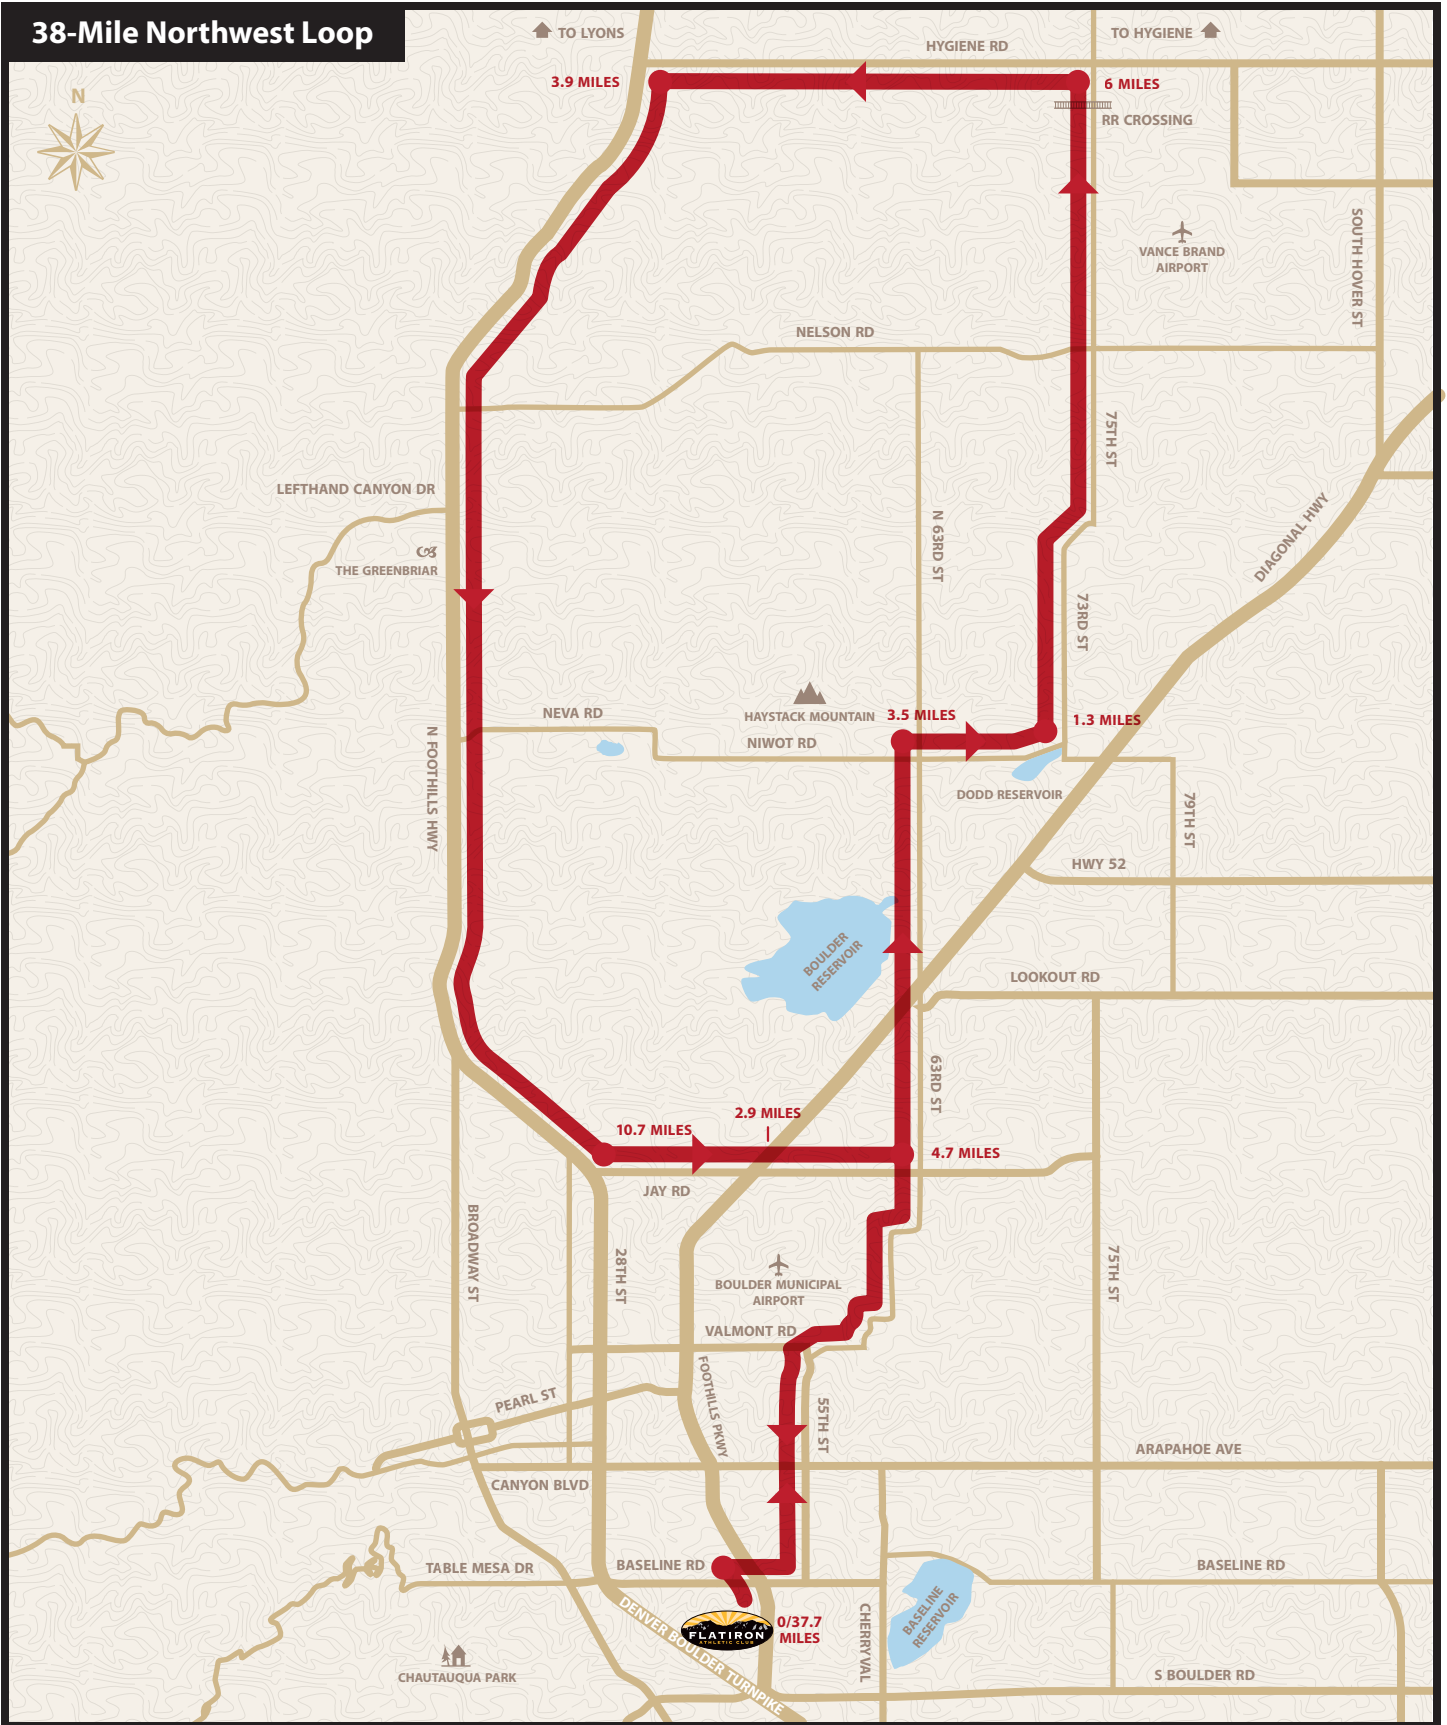 38-Mile Northwest Loop
TO LYONS
TO HYGIENE
HYGIENE RD
3.9 MILES
6 MILES
N
RR CROSSING
SOUTH HOVER ST
VANCE BRAND
AIRPORT
NELSON RD
75TH ST
LEFTHAND CANYON DR
N 63RD ST
DIAGONAL HWY
THE GREENBRIAR
73RD ST
HAYSTACK MOUNTAIN
3.5 MILES
1.3 MILES
NEVA RD
NIWOT RD
N FOOTHILLS HWY
DODD RESERVOIR
79TH ST
HWY 52
BOULDER
RESERVOIR
LOOKOUT RD
63RD ST
2.9 MILES
10.7 MILES
4.7 MILES
JAY RD
BROADWAY ST
28TH ST
75TH ST
BOULDER MUNICIPAL
AIRPORT
VALMONT RD
FOOTHILLS PKWY
PEARL ST
55TH ST
ARAPAHOE AVE
CANYON BLVD
TABLE MESA DR
BASELINE RD
BASELINE RD
BASELINE
RESERVOIR
DENVER BOULDER TURNPIKE
FLATIRON
ATHLETIC CLUB
0/37.7
MILES
CHERRYVAL
CHAUTAUQUA PARK
S BOULDER RD